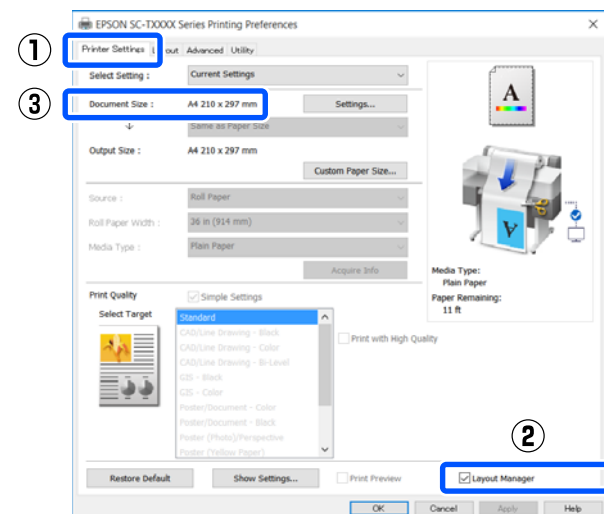 EPSON SC-TXXXX Series Printing Preferences
①
Printer Settings out Advanced Utility
Select Setting : Current Settings
③
Document Size : A4 210 x 297 mm Settings...
Same as Paper Size
Output Size : A4 210 x 297 mm
Custom Paper Size...
Source : Roll Paper
Roll Paper Width : 36 in (914 mm)
Media Type : Plain Paper
Acquire Info
A
A
Media Type:
Plain Paper
Paper Remaining:
11 ft
Print Quality Simple Settings
Select Target
Standard
CAD/Line Drawing - Black
CAD/Line Drawing - Color
CAD/Line Drawing - Bi-Level
GIS - Black
GIS - Color
Poster/Document - Color
Poster/Document - Black
Poster (Photo)/Perspective
Poster (Yellow Paper)
Print with High Quality
②
Restore Default Show Settings... Print Preview Layout Manager
OK Cancel Apply Help